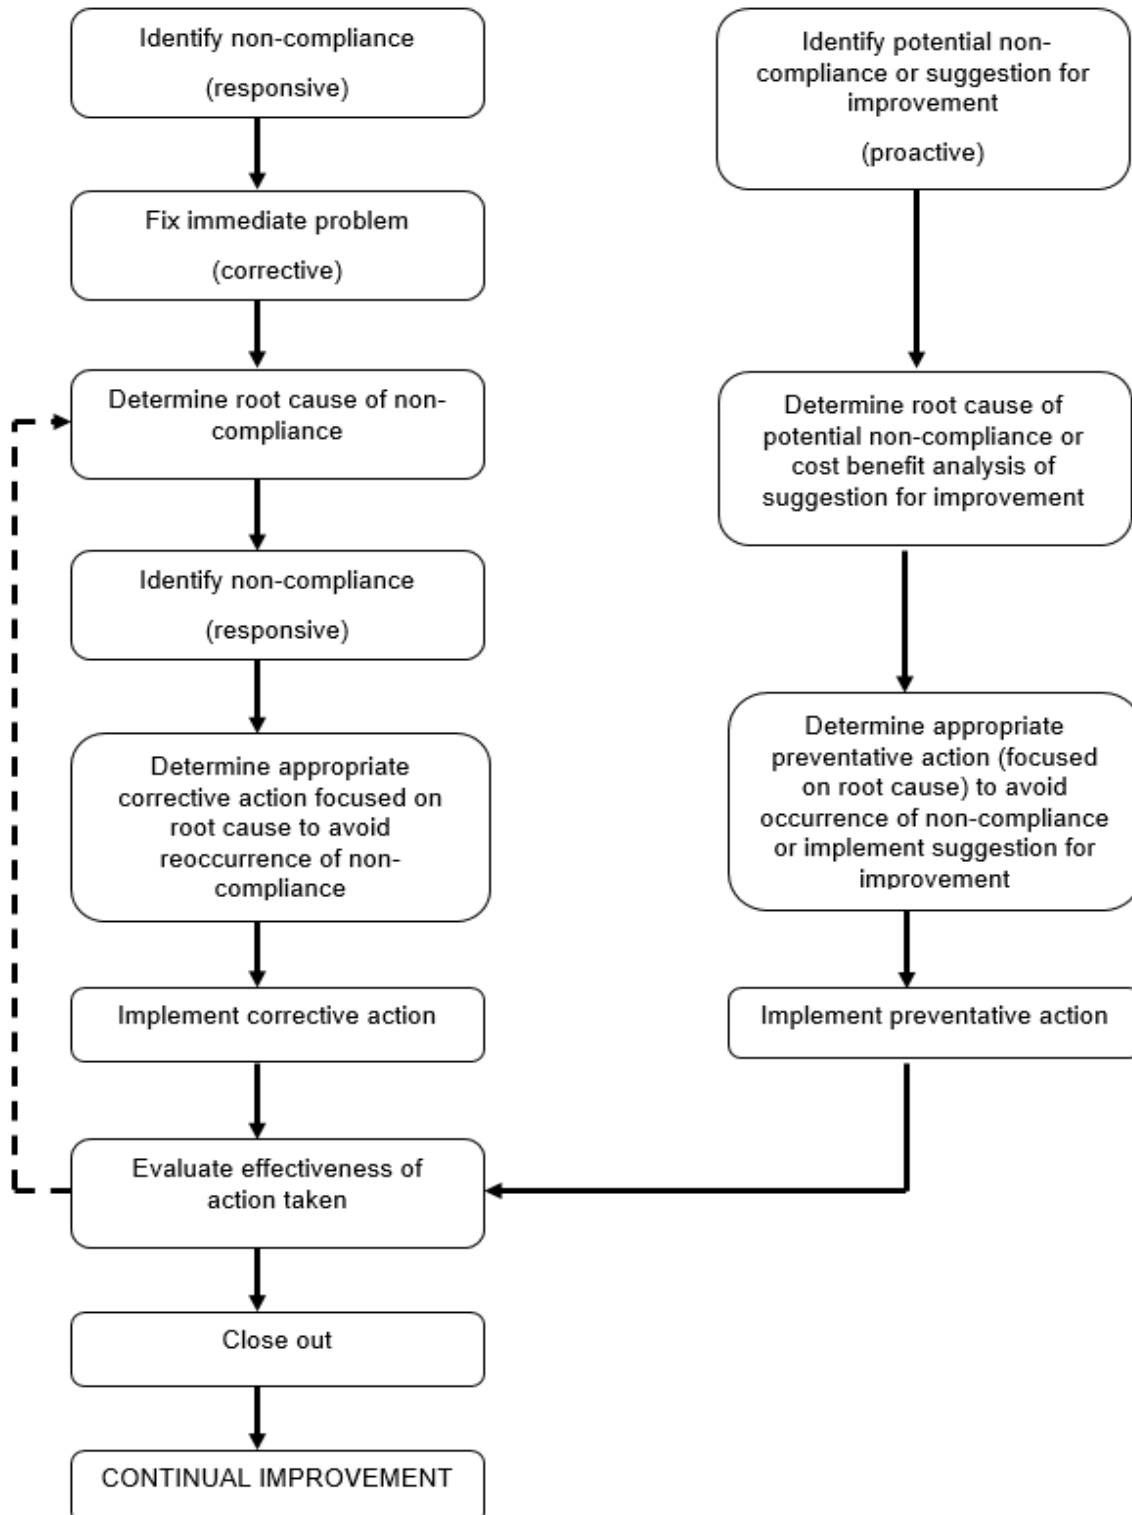 Identify non-compliance
(responsive)
Fix immediate problem
(corrective)
Determine root cause of non-
compliance
Identify non-compliance
(responsive)
Determine appropriate
corrective action focused on
root cause to avoid
reoccurrence of non-
compliance
Implement corrective action
Evaluate effectiveness of
action taken
Close out
CONTINUAL IMPROVEMENT
Identify potential non-
compliance or suggestion for
improvement
(proactive)
Determine root cause of
potential non-compliance or
cost benefit analysis of
suggestion for improvement
Determine appropriate
preventative action (focused
on root cause) to avoid
occurrence of non-compliance
or implement suggestion for
improvement
Implement preventative action